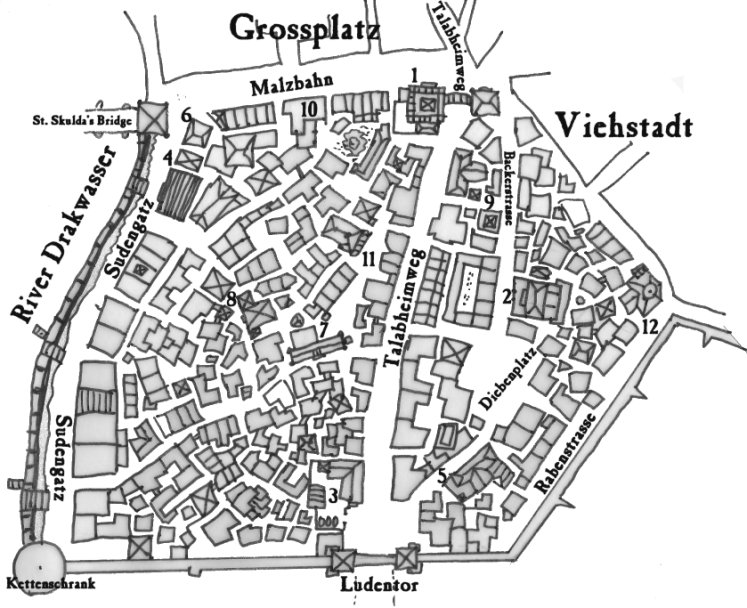 Talabheimweg
Grossplatz
Malzbahn
1
10
St. Skulda's Bridge
6
Viehstadt
4
Backerstrasse
River Drakwasser
Sudengatz
9
11
Talabheimweg
8
2
7
12
Diebenplatz
Sudengatz
5
Rabenstrasse
3
Kettenschrank
Ludentor